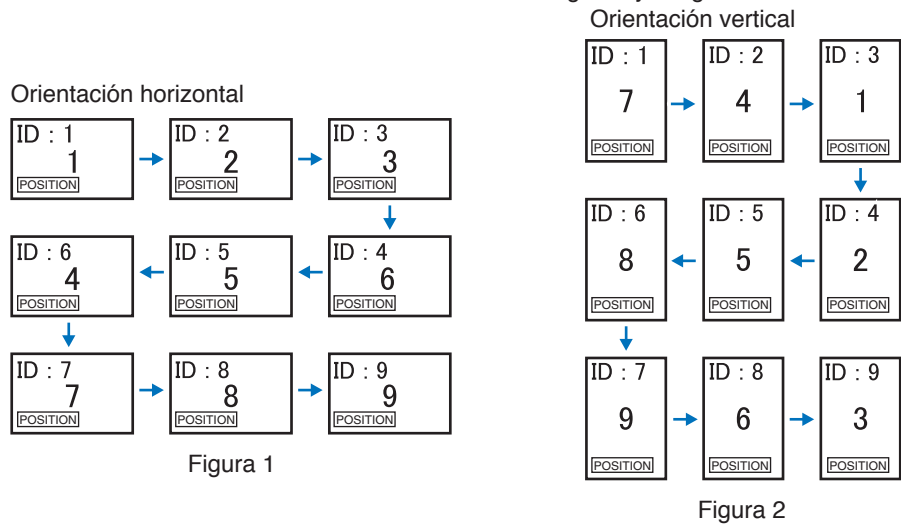 Orientación horizontal
ID : 1
1
POSITION
ID : 2
2
POSITION
ID : 3
3
POSITION
ID : 6
4
POSITION
ID : 5
5
POSITION
ID : 4
6
POSITION
ID : 7
7
POSITION
ID : 8
8
POSITION
ID : 9
9
POSITION
Figura 1
Orientación vertical
ID : 1
7
POSITION
ID : 2
4
POSITION
ID : 3
1
POSITION
ID : 6
8
POSITION
ID : 5
5
POSITION
ID : 4
2
POSITION
ID : 7
9
POSITION
ID : 8
6
POSITION
ID : 9
3
POSITION
Figura 2